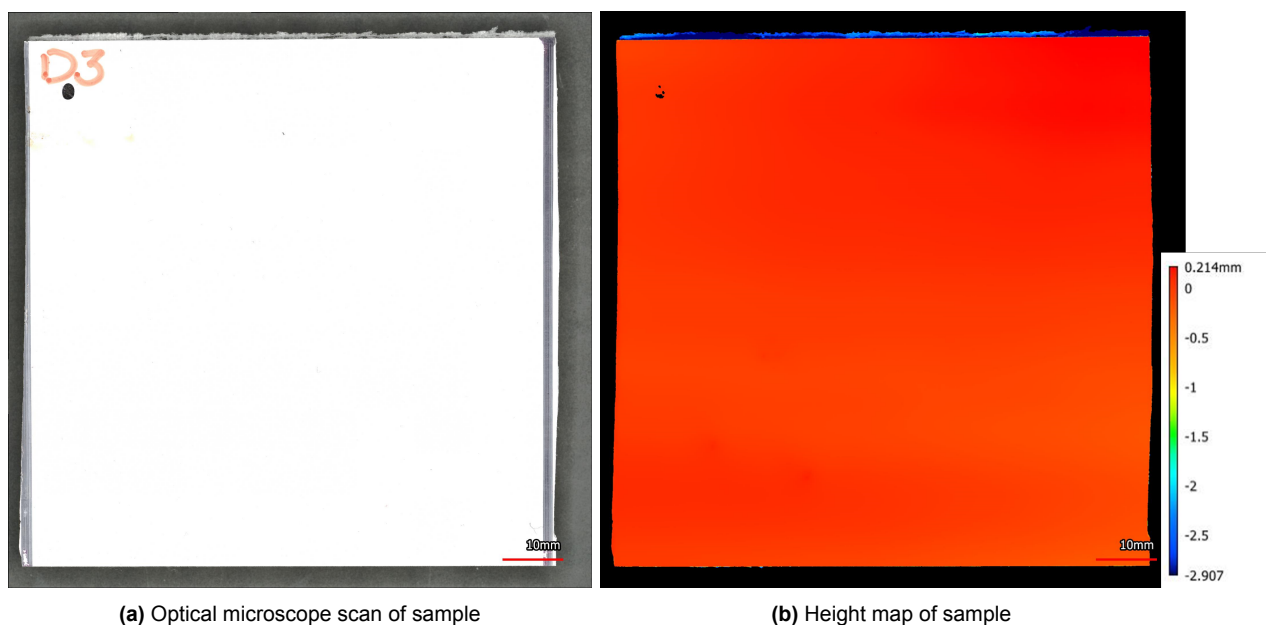 D3
10mm
10mm
0.214mm
0
-0.5
-1
-1.5
-2
-2.5
-2.907
(a) Optical microscope scan of sample
(b) Height map of sample